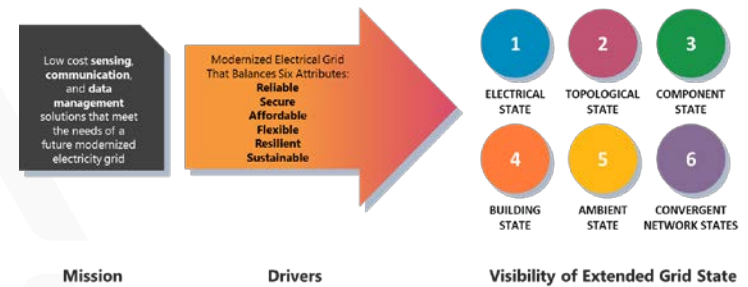 Low cost sensing,
communication,
and data
management
solutions that meet
the needs of a
future modernized
electricity grid
Modernized Electrical Grid
That Balances Six Attributes:
Reliable
Secure
Affordable
Flexible
Resilient
Sustainable
1
2
3
ELECTRICAL
STATE
TOPOLOGICAL
STATE
COMPONENT
STATE
4
5
6
BUILDING
STATE
AMBIENT
STATE
CONVERGENT
NETWORK STATES
Mission
Drivers
Visibility of Extended Grid State